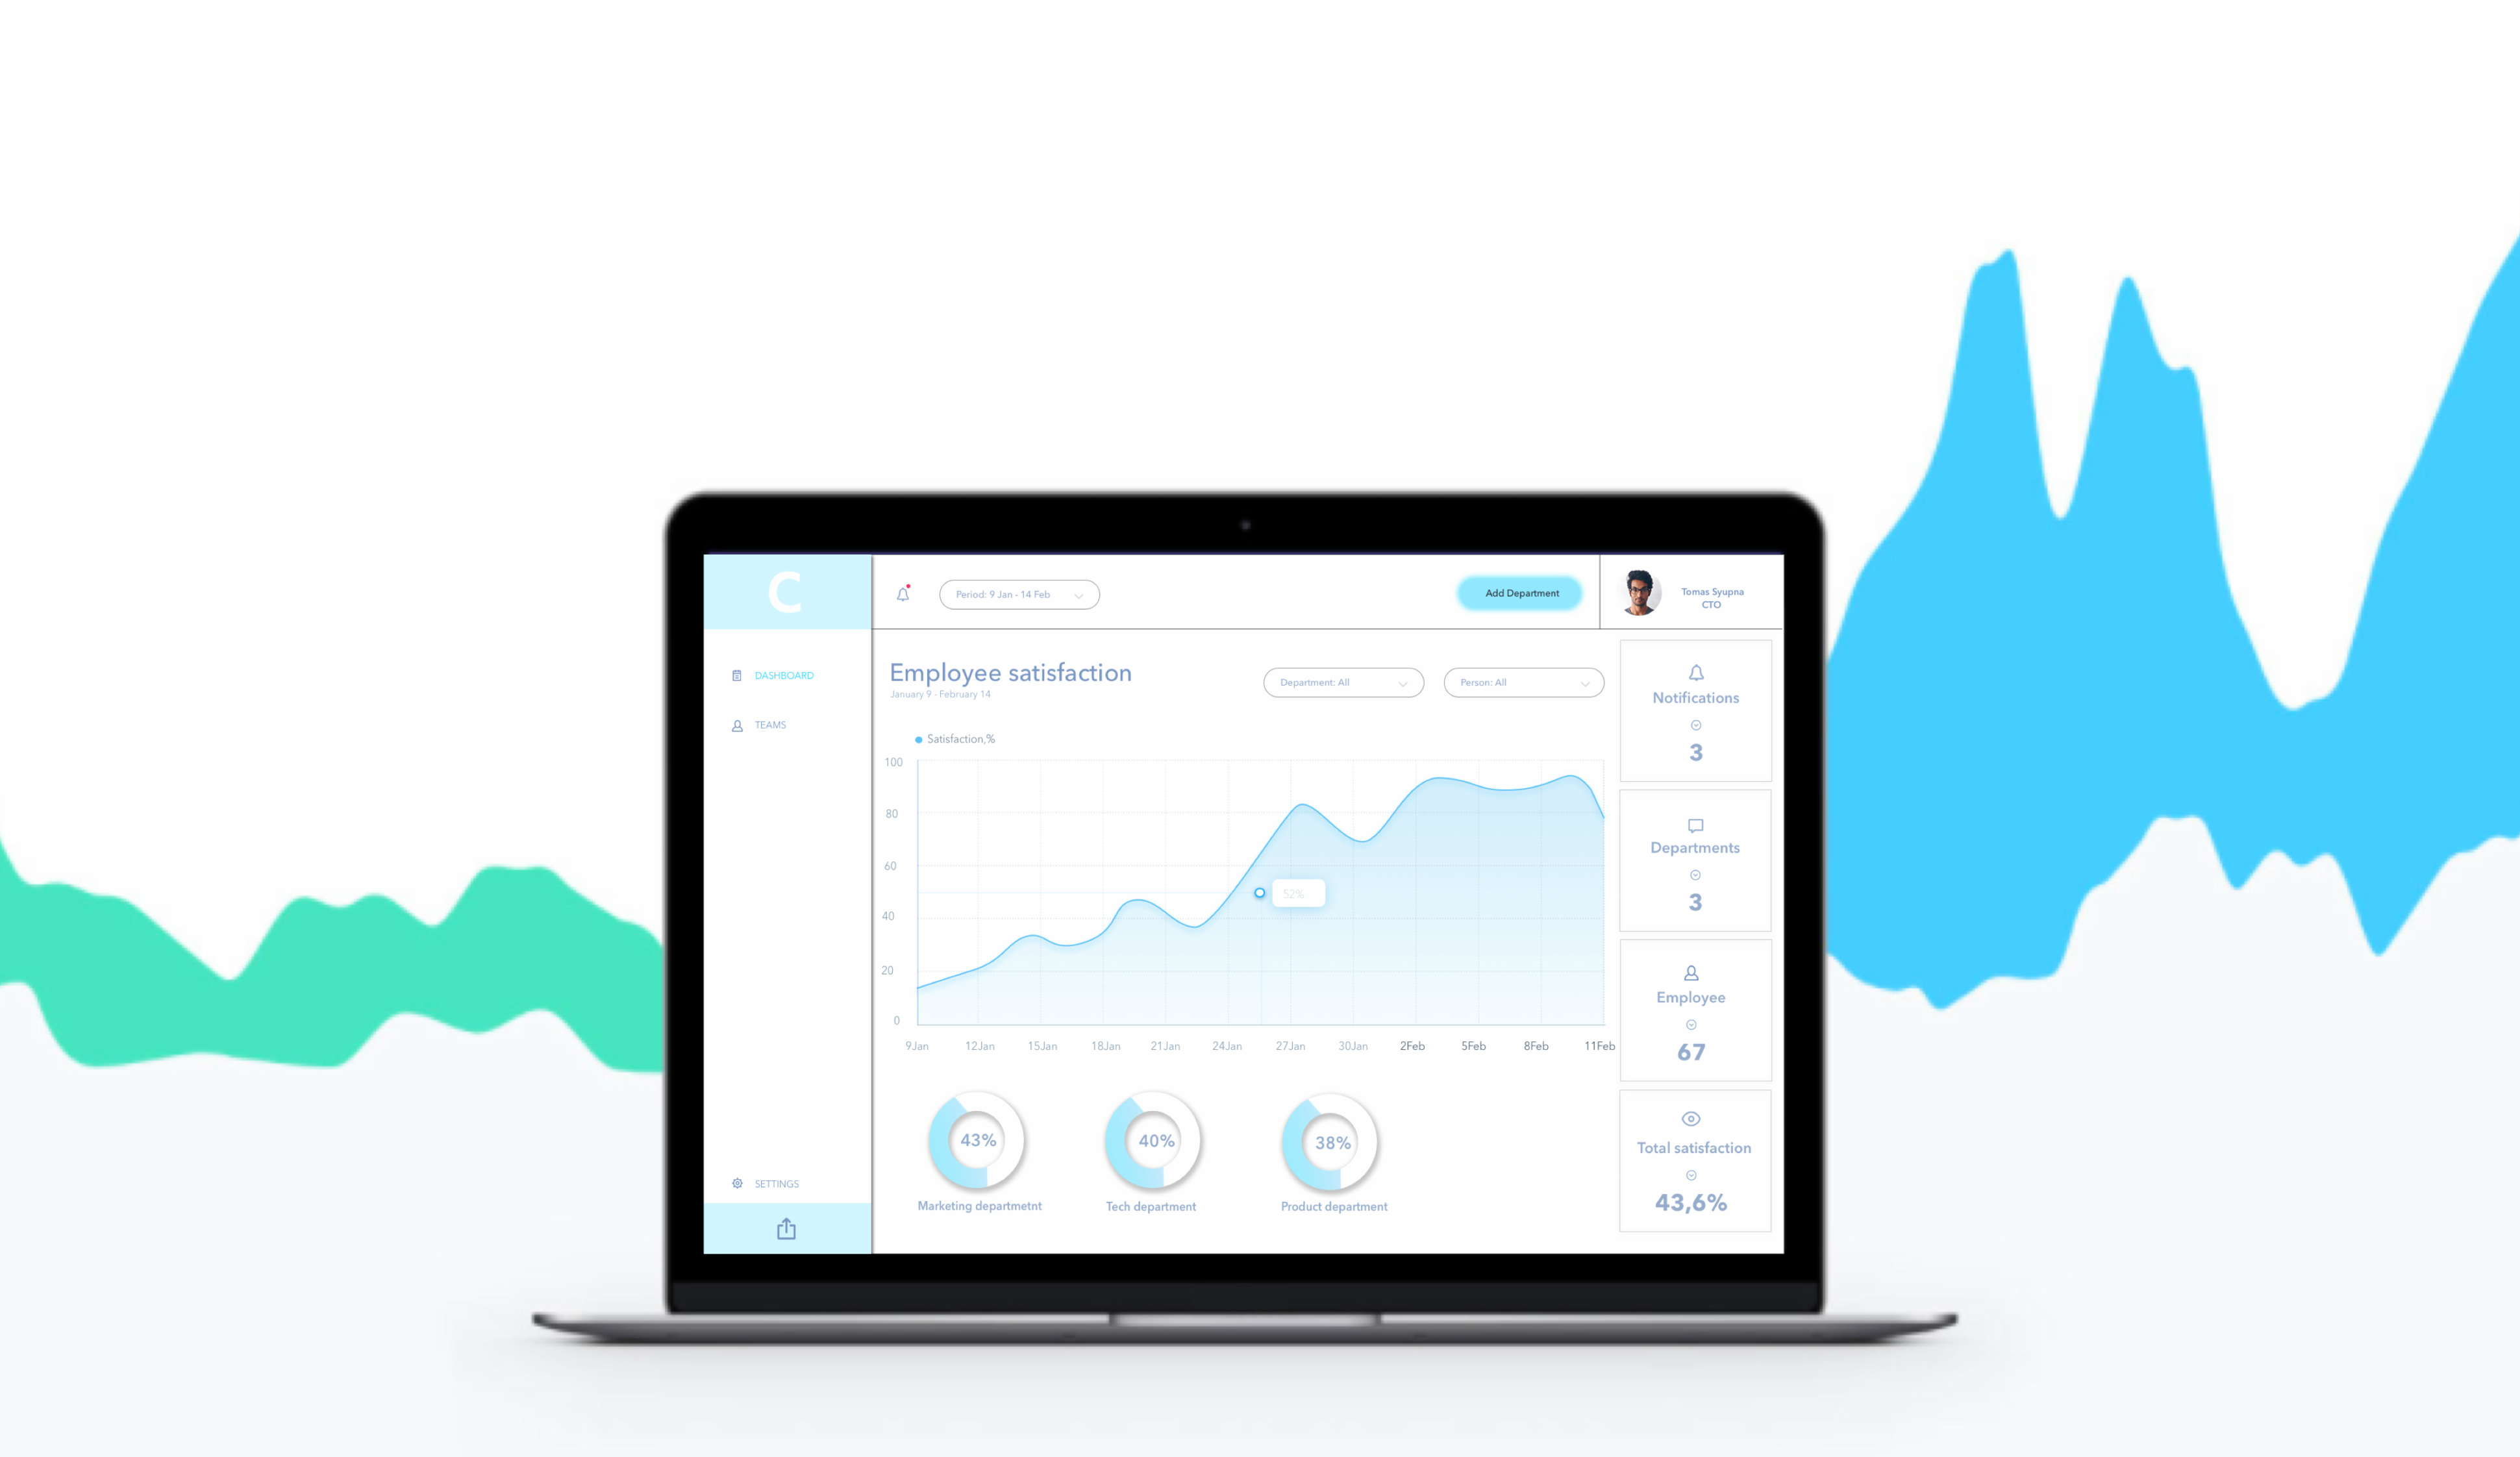 C
Period: 9 Jan - 14 Feb
Add Department
Tomas Syupna
CTO
DASHBOARD
TEAMS
SETTINGS
Employee satisfaction
January 9 - February 14
Department: All
Person: All
Satisfaction,%
100
80
60
40
20
0
52%
9Jan 12Jan 15Jan 18Jan 21Jan 24Jan 27Jan 30Jan 2Feb 5Feb 8Feb 11Feb
43%
Marketing departmetnt
40%
Tech department
38%
Product department
Notifications
3
Departments
3
Employee
67
Total satisfaction
43,6%